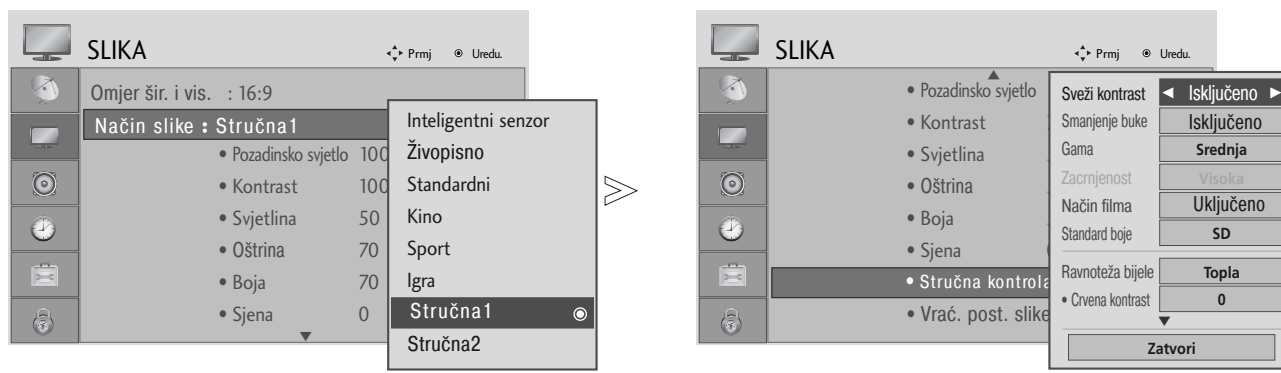 SLIKA
Prmj
Uredu.
Omjer šir. i vis. : 16:9
Način slike : Stručna1
• Pozadinsko svjetlo 100
• Kontrast 100
• Svjetlina 50
• Oštrina 70
• Boja 70
• Sjena 0
Inteligentni senzor
Živopisno
Standardni
Kino
Sport
Igra
Stručna1
Stručna2
SLIKA
Prmj
Uredu.
• Pozadinsko svjetlo
• Kontrast
• Svjetlina
• Oštrina
• Boja
• Sjena
• Stručna kontrola
• Vrać. post. slike
Sveži kontrast Isključeno
Smanjenje buke Isključeno
Gama Srednja
Zacrnjenost Visoka
Način filma Uključeno
Standard boje SD
Ravnoteža bijele Topla
• Crvena kontrast 0
Zatvori